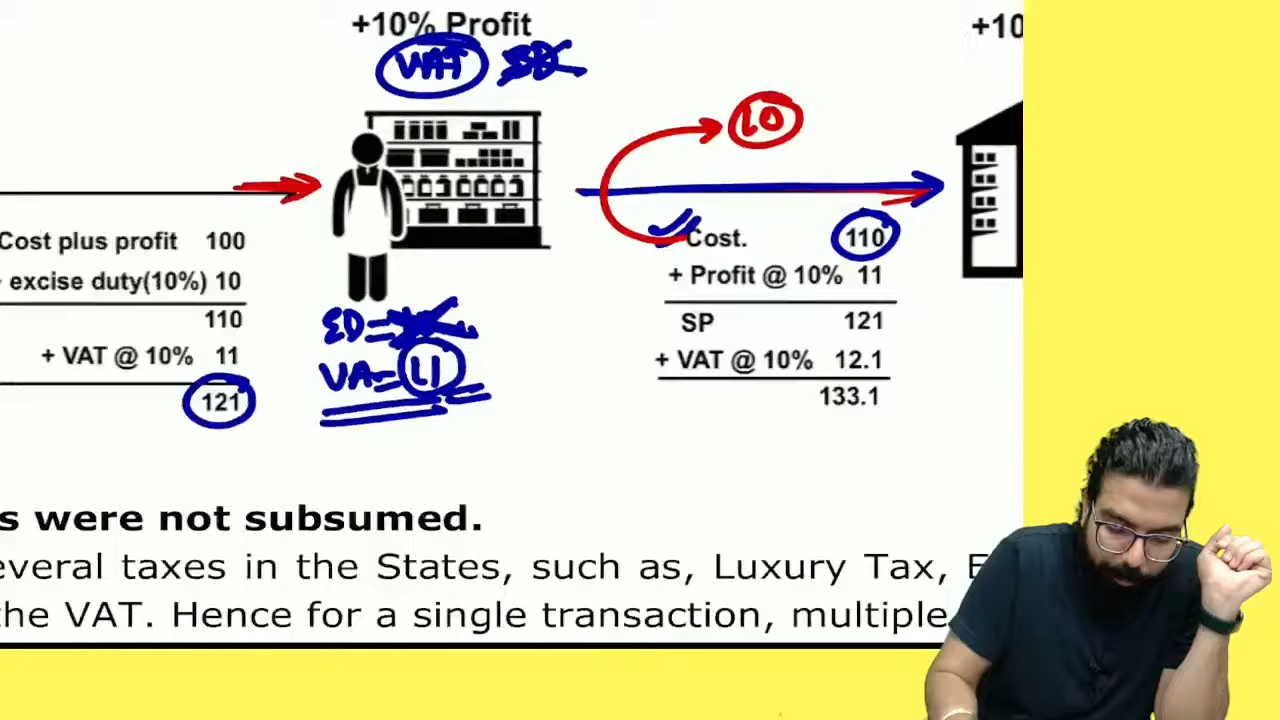 +10% Profit
+10
VAT
10
Cost plus profit 100
excise duty(10%) 10
110
+ VAT @ 10% 11
121
ED=
VA= 11
Cost. 110
+ Profit @ 10% 11
SP 121
+ VAT @ 10% 12.1
133.1
s were not subsumed.
everal taxes in the States, such as, Luxury Tax, E
the VAT. Hence for a single transaction, multiple